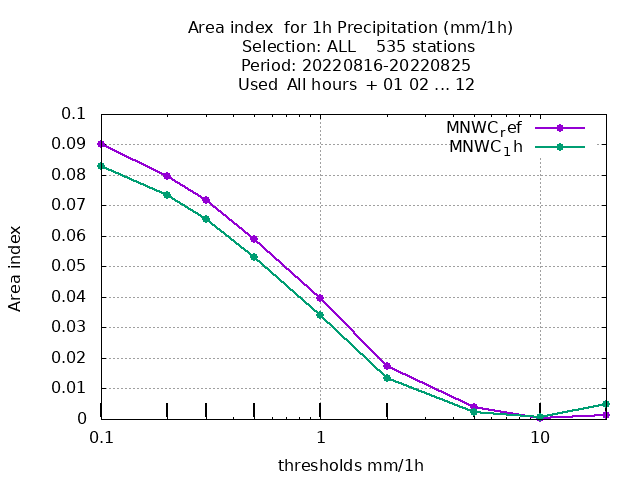 Area index  for 1h Precipitation (mm/1h)
Selection: ALL    535 stations
Period: 20220816-20220825
Used  All hours  + 01 02 ... 12
MNWCref
MNWC1h
0.1
0.09
0.08
0.07
0.06
0.05
0.04
0.03
0.02
0.01
0
Area index
0.1 1 10
thresholds mm/1h